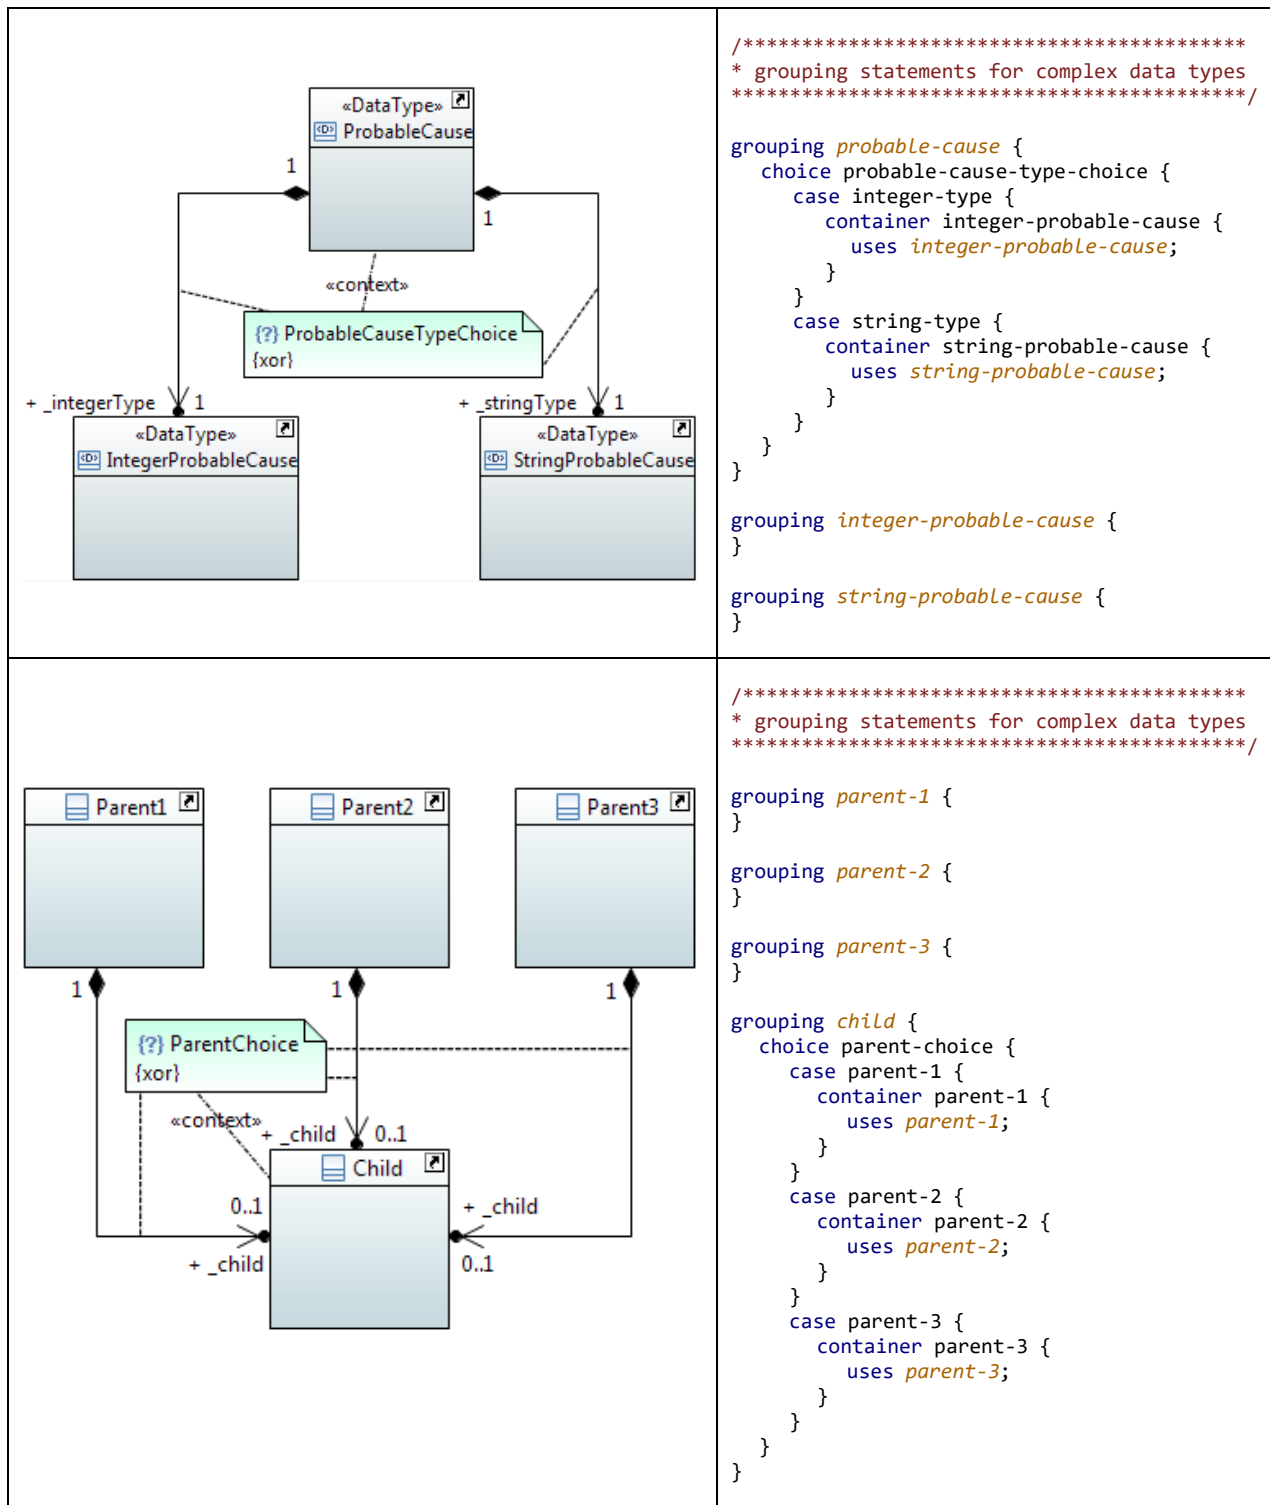 «DataType»
ProbableCause
1
1
«context»
{?} ProbableCauseTypeChoice
{xor}
+ _integerType 1
+ _stringType 1
«DataType»
IntegerProbableCause
«DataType»
StringProbableCause
/*******************************************
* grouping statements for complex data types
********************************************/
grouping probable-cause {
choice probable-cause-type-choice {
case integer-type {
container integer-probable-cause {
uses integer-probable-cause;
}
}
case string-type {
container string-probable-cause {
uses string-probable-cause;
}
}
}
}
grouping integer-probable-cause {
}
grouping string-probable-cause {
}
Parent1
Parent2
Parent3
1
1
1
{?} ParentChoice
{xor}
«context»
+ _child 0..1
Child
0..1
+ _child
+ _child
0..1
/*******************************************
* grouping statements for complex data types
********************************************/
grouping parent-1 {
}
grouping parent-2 {
}
grouping parent-3 {
}
grouping child {
choice parent-choice {
case parent-1 {
container parent-1 {
uses parent-1;
}
}
case parent-2 {
container parent-2 {
uses parent-2;
}
}
case parent-3 {
container parent-3 {
uses parent-3;
}
}
}
}